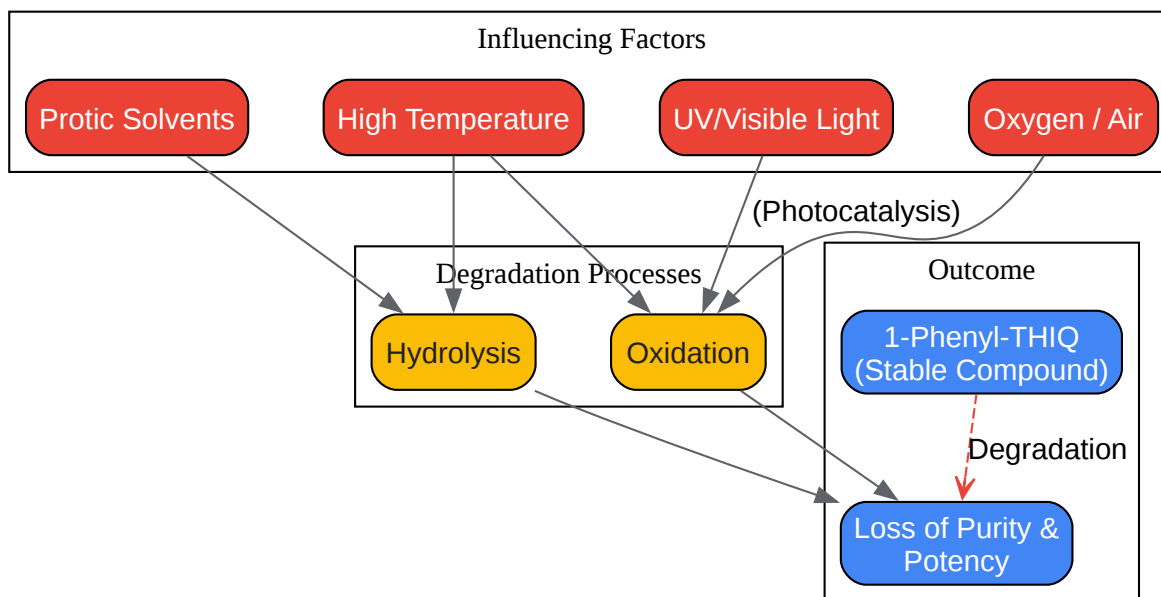 Influencing Factors
Protic Solvents
High Temperature
UV/Visible Light
Oxygen / Air
(Photocatalysis)
Degradation Processes
Hydrolysis
Oxidation
Outcome
1-Phenyl-THIQ
(Stable Compound)
Degradation
Loss of Purity &
Potency